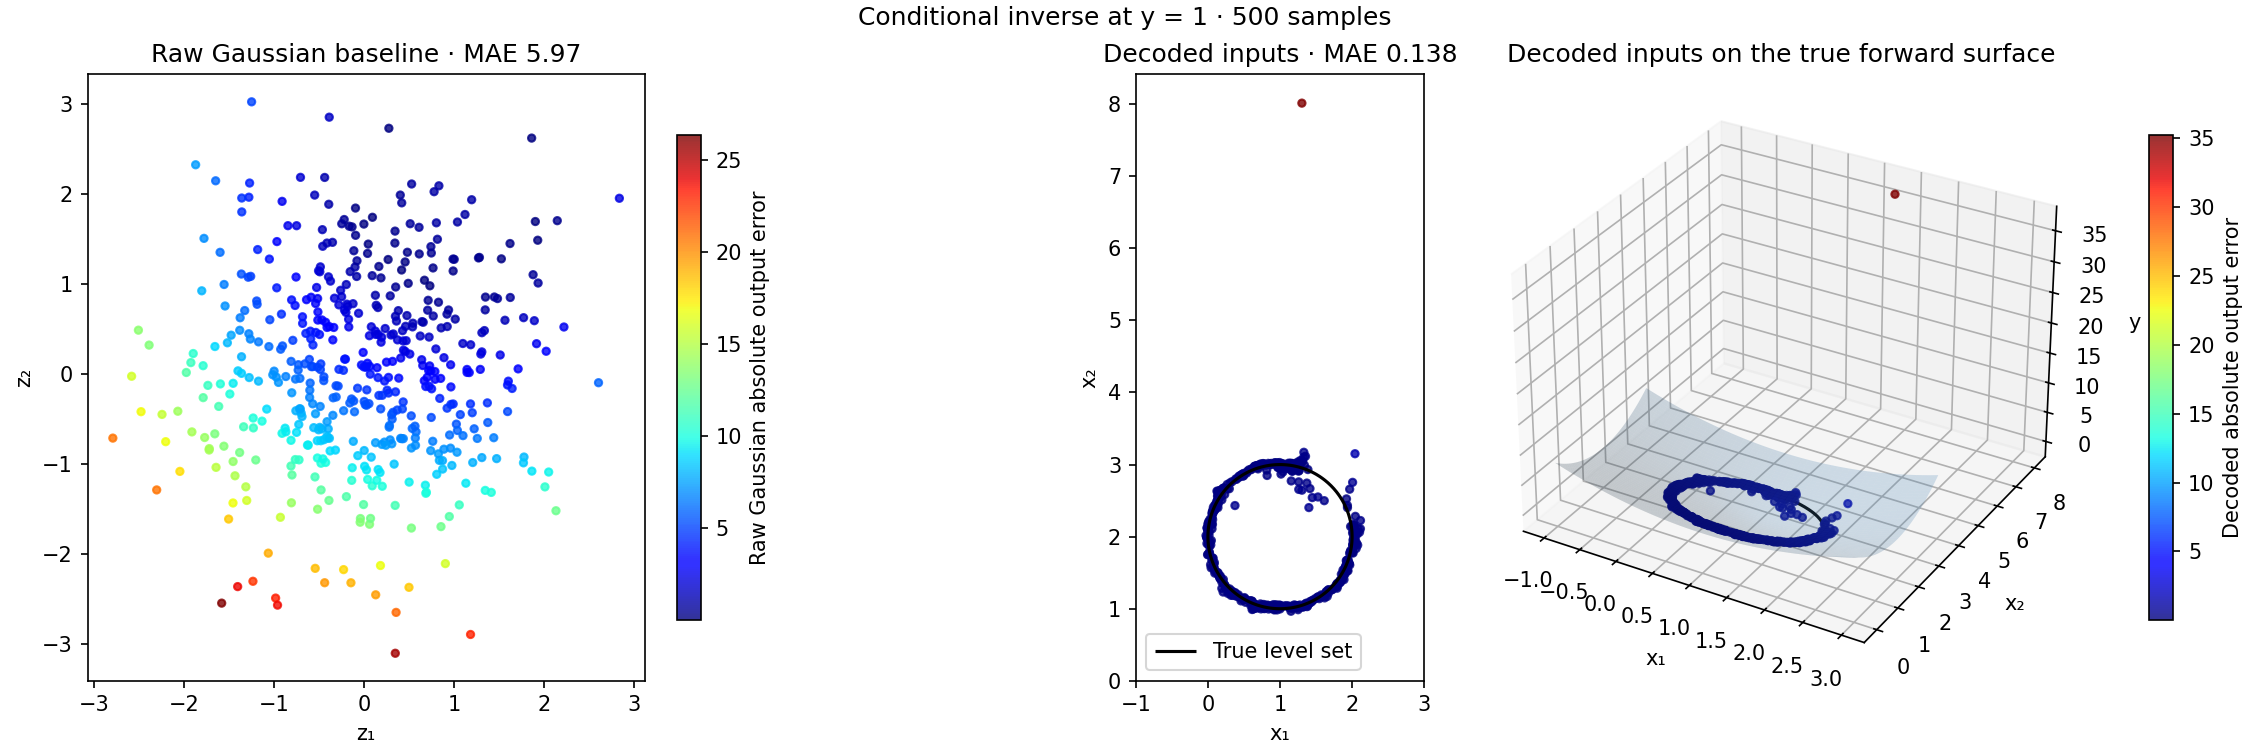 Conditional inverse at y = 1 · 500 samples
Raw Gaussian baseline · MAE 5.97
3
2
1
0
−1
−2
−3
z₂
−3 −2 −1 0 1 2 3
z₁
25
20
15
10
5
Raw Gaussian absolute output error
Decoded inputs · MAE 0.138
8
7
6
5
4
3
2
1
0
x₂
True level set
−1 0 1 2 3
x₁
Decoded inputs on the true forward surface
35
30
25
20
15
10
5
0
y
8
7
6
5
4
3
2
1
0
x₂
−1.0 −0.5 0.0 0.5 1.0 1.5 2.0 2.5 3.0
x₁
35
30
25
20
15
10
5
Decoded absolute output error